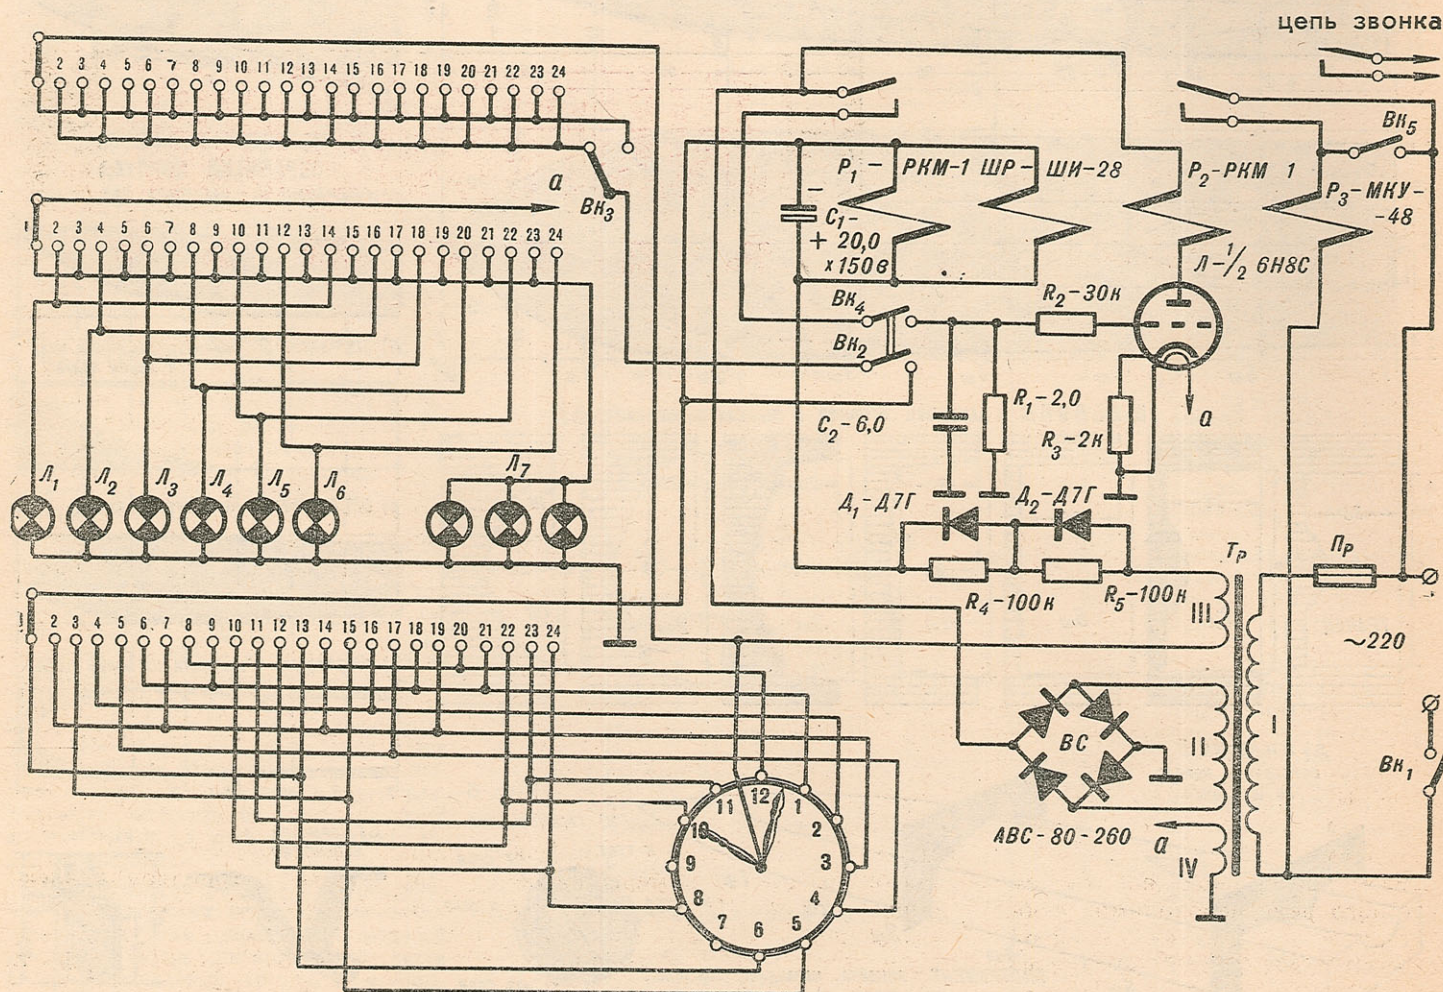 цепь звонка
2 3 4 5 6 7 8 9 10 11 12 13 14 15 16 17 18 19 20 21 22 23 24
а
Вк3
Вк5
Р1 – РКМ-1 ШР – ШИ-28
Р2-РКМ 1
Р3-МКУ-
-48
–
С1-
+ 20,0
×150в
Л-1/2 6Н8С
2 3 4 5 6 7 8 9 10 11 12 13 14 15 16 17 18 19 20 21 22 23 24
R2-30к
Вк4
Вк2
С2-6,0
R1-2,0
R3-2к
а
Л1 Л2 Л3 Л4 Л5 Л6 Л7
Д1-Д7Г
Д2-Д7Г
R4-100к
R5-100к
Тр
Пр
III
~220
2 3 4 5 6 7 8 9 10 11 12 13 14 15 16 17 18 19 20 21 22 23 24
ВС
II
I
Вк1
АВС-80-260
а
IV
12 1 2 3 4 5 6 7 8 9 10 11